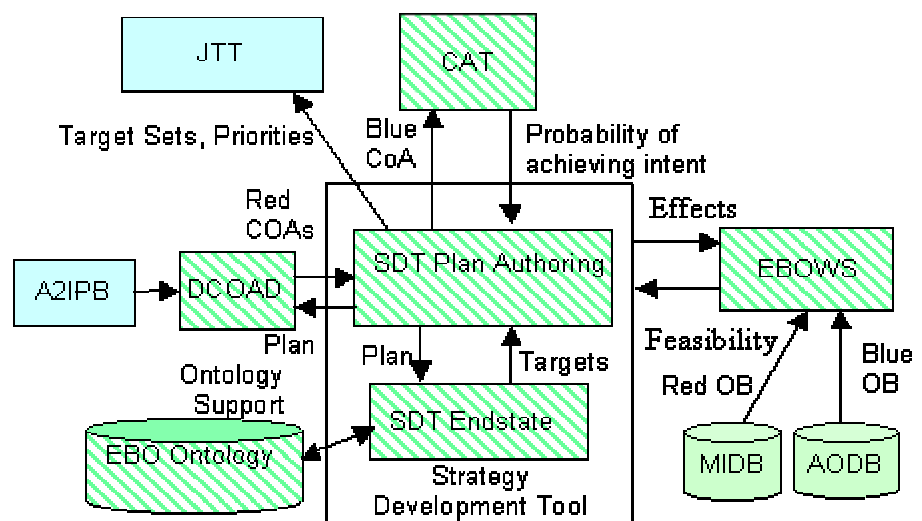 JTT
CAT
Target Sets, Priorities
Blue
CoA
Probability of
achieving intent
Red
COAs
Effects
SDT Plan Authoring
EBOWS
A2IPB
DCOAD
Plan
Plan
Targets
Feasibility
Red OB
Blue
OB
Ontology
Support
SDT Endstate
EBO Ontology
MIDB
AODB
Strategy
Development Tool